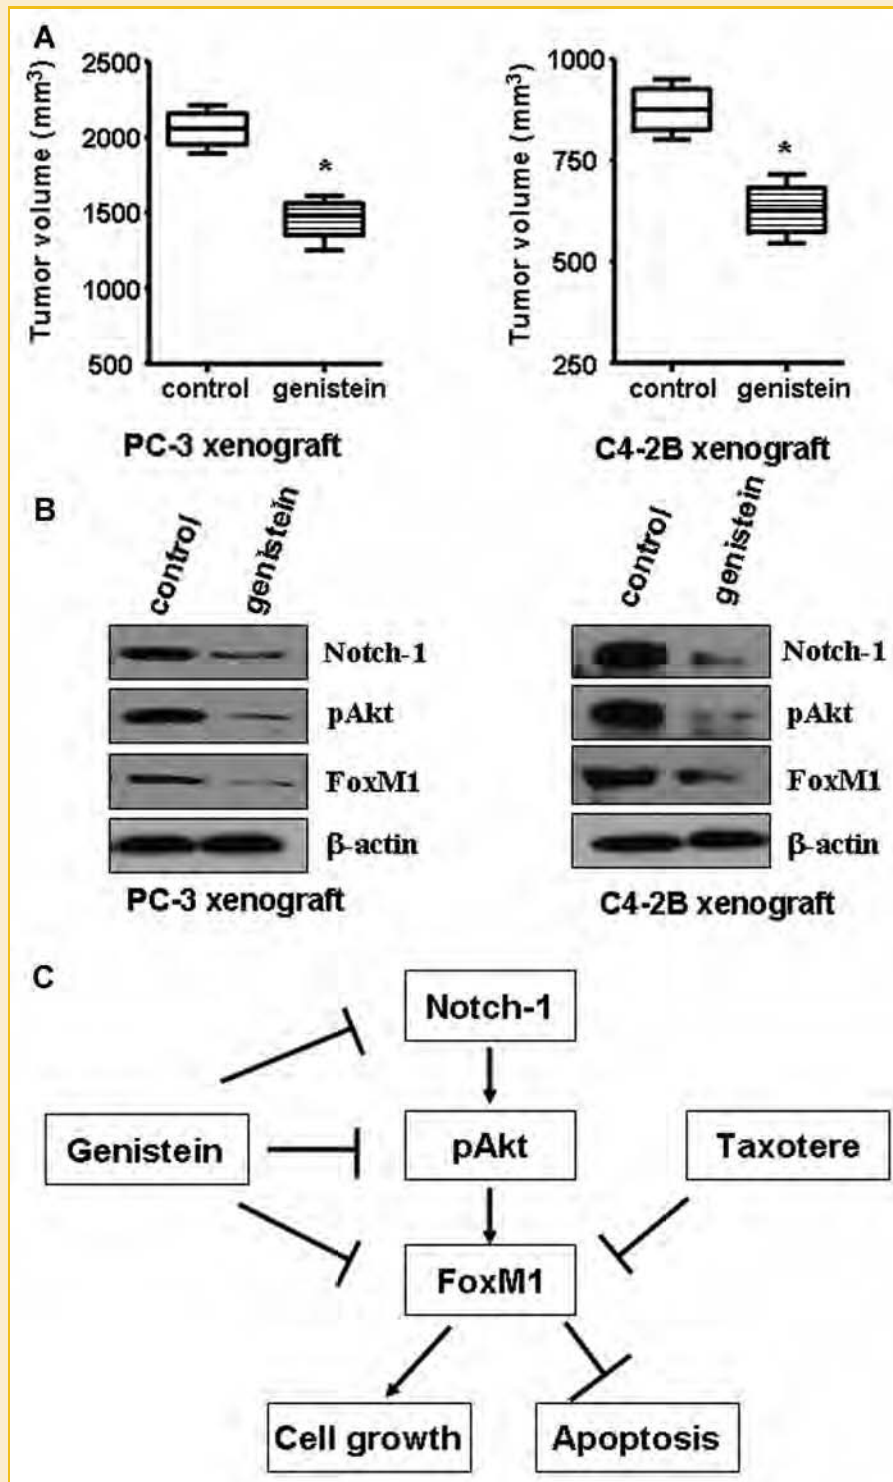 A
2500
2000
1500
1000
500
Tumor volume (mm³)
*
control genistein
PC-3 xenograft
1000
750
500
250
Tumor volume (mm³)
*
control genistein
C4-2B xenograft
B
control genistein
Notch-1
pAkt
FoxM1
β-actin
PC-3 xenograft
control genistein
Notch-1
pAkt
FoxM1
β-actin
C4-2B xenograft
C
Notch-1
Genistein
pAkt
Taxotere
FoxM1
Cell growth
Apoptosis